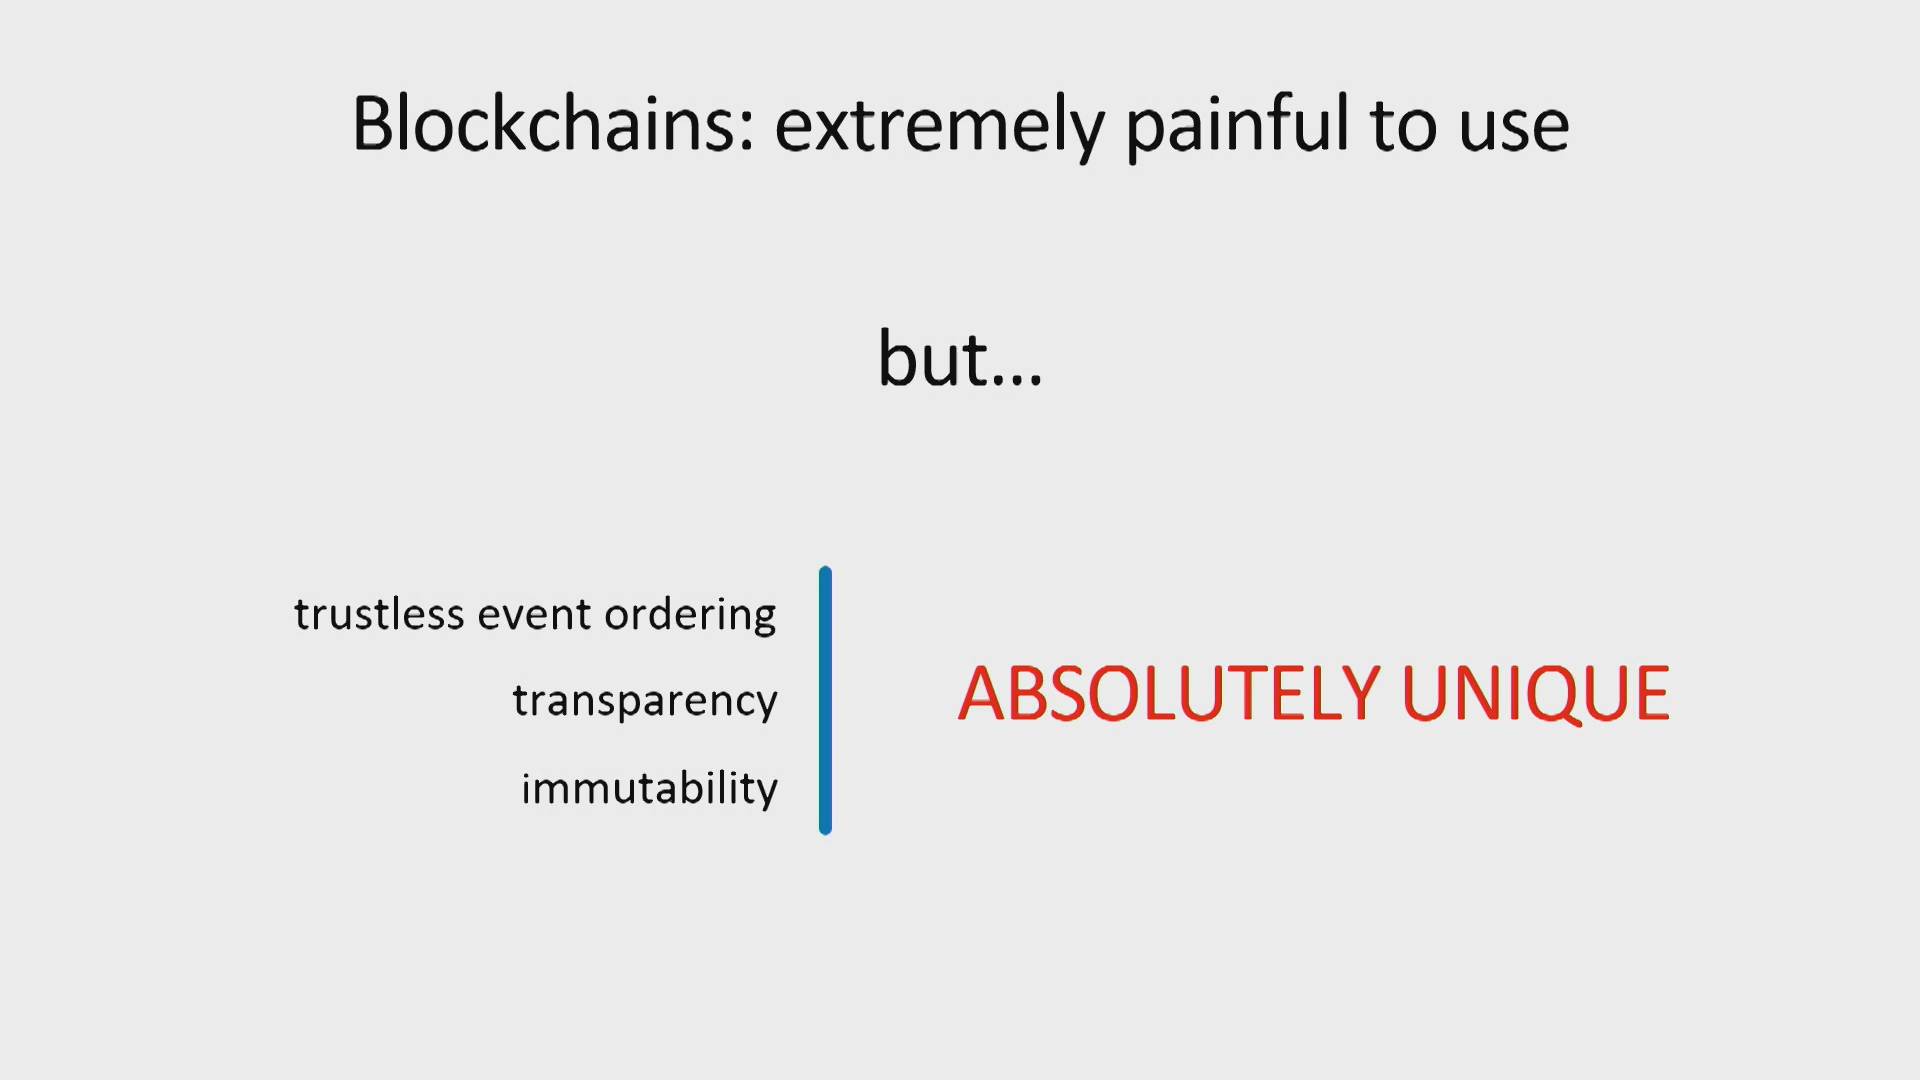 Blockchains: extremely painful to use
but...
trustless event ordering
transparency
immutability
ABSOLUTELY UNIQUE